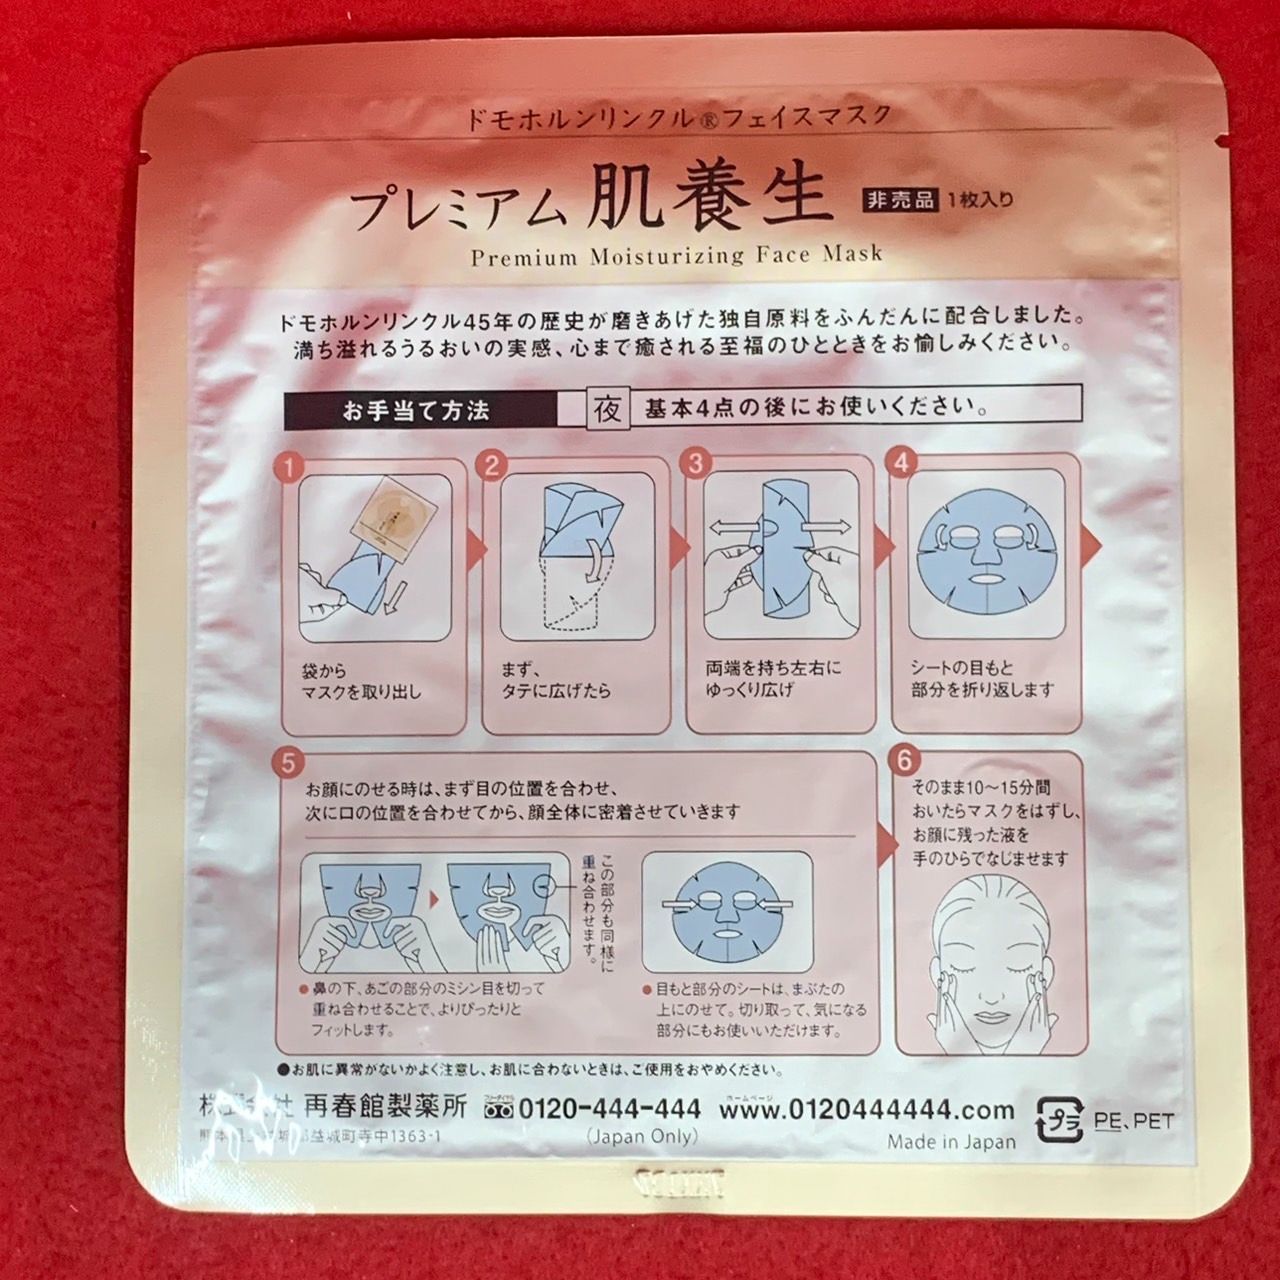 ドモホルンリンクル®フェイスマスク
プレミアム 肌養生 非売品 1枚入り
Premium Moisturizing Face Mask
ドモホルンリンクル45年の歴史が磨きあげた独自原料をふんだんに配合しました。
満ち溢れるうるおいの実感、心まで癒される至福のひとときをお愉しみください。
お手当て方法 夜 基本4点の後にお使いください。
1
袋から
マスクを取り出し
2
まず、
タテに広げたら
3
両端を持ち左右に
ゆっくり広げ
4
シートの目もと
部分を折り返します
5
お顔にのせる時は、まず目の位置を合わせ、
次に口の位置を合わせてから、顔全体に密着させていきます
この部分も同様に
重ね合わせます。
●鼻の下、あごの部分のミシン目を切って
重ね合わせることで、よりぴったりと
フィットします。
●目もと部分のシートは、まぶたの
上にのせて。切り取って、気になる
部分にもお使いいただけます。
6
そのまま10〜15分間
おいたらマスクをはずし、
お顔に残った液を
手のひらでなじませます
●お肌に異常がないかよく注意し、お肌に合わないときは、ご使用をおやめください。
株式会社 再春館製薬所 フリーダイヤル 0120-444-444 ホームページ www.0120444444.com
益城町寺中1363-1 (Japan Only) Made in Japan プラ PE、PET